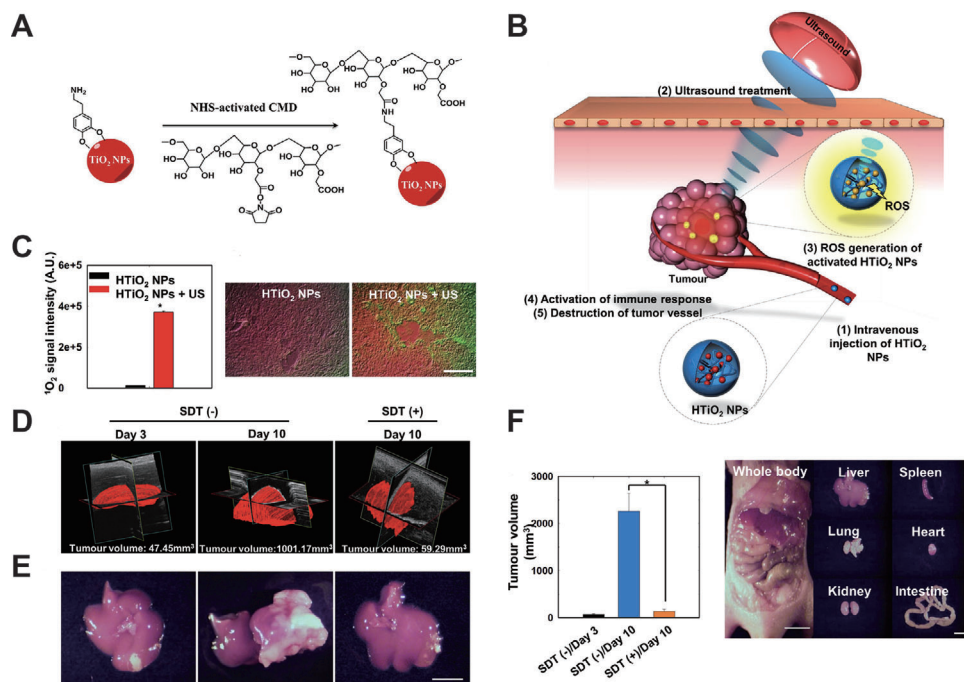 A
NH₂
O
O
TiO₂ NPs
NHS-activated CMD
COOH
TiO₂ NPs
B
Ultrasound
(2) Ultrasound treatment
ROS
Tumour
(3) ROS generation of
activated HTiO₂ NPs
(4) Activation of immune response
(5) Destruction of tumor vessel
(1) Intravenous
injection of HTiO₂
NPs
HTiO₂ NPs
C
¹O₂ signal intensity (A.U.)
6e+5
4e+5
2e+5
0
HTiO₂ NPs
HTiO₂ NPs + US
*
HTiO₂ NPs
HTiO₂ NPs + US
D
SDT (-)
SDT (+)
Day 3
Day 10
Day 10
Tumour volume: 47.45mm³
Tumour volume:1001.17mm³
Tumour volume: 59.29mm³
E
F
Tumour volume
(mm³)
3000
2000
1000
0
*
SDT (-)/Day 3
SDT (-)/Day 10
SDT (+)/Day 10
Whole body
Liver
Spleen
Lung
Heart
Kidney
Intestine